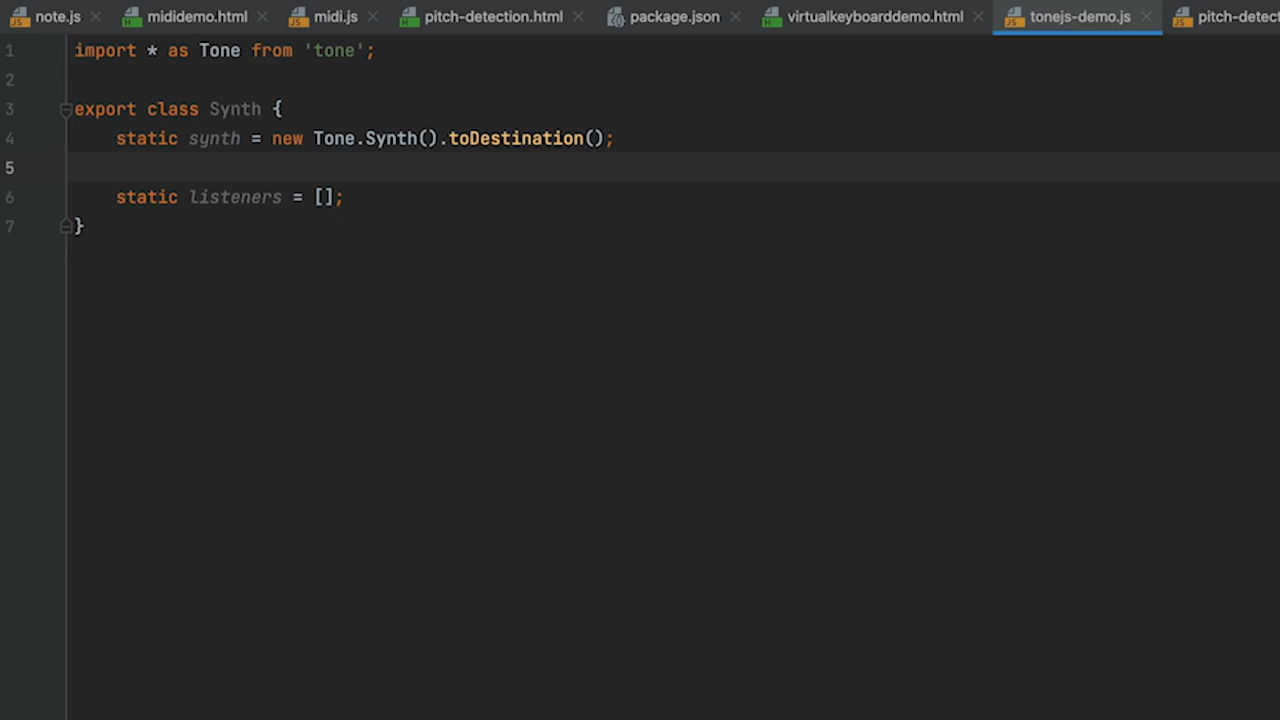 note.js mididemo.html midi.js pitch-detection.html package.json virtualkeyboarddemo.html tonejs-demo.js pitch-detec
1 import * as Tone from 'tone';
2
3 export class Synth {
4 static synth = new Tone.Synth().toDestination();
5
6 static listeners = [];
7 }